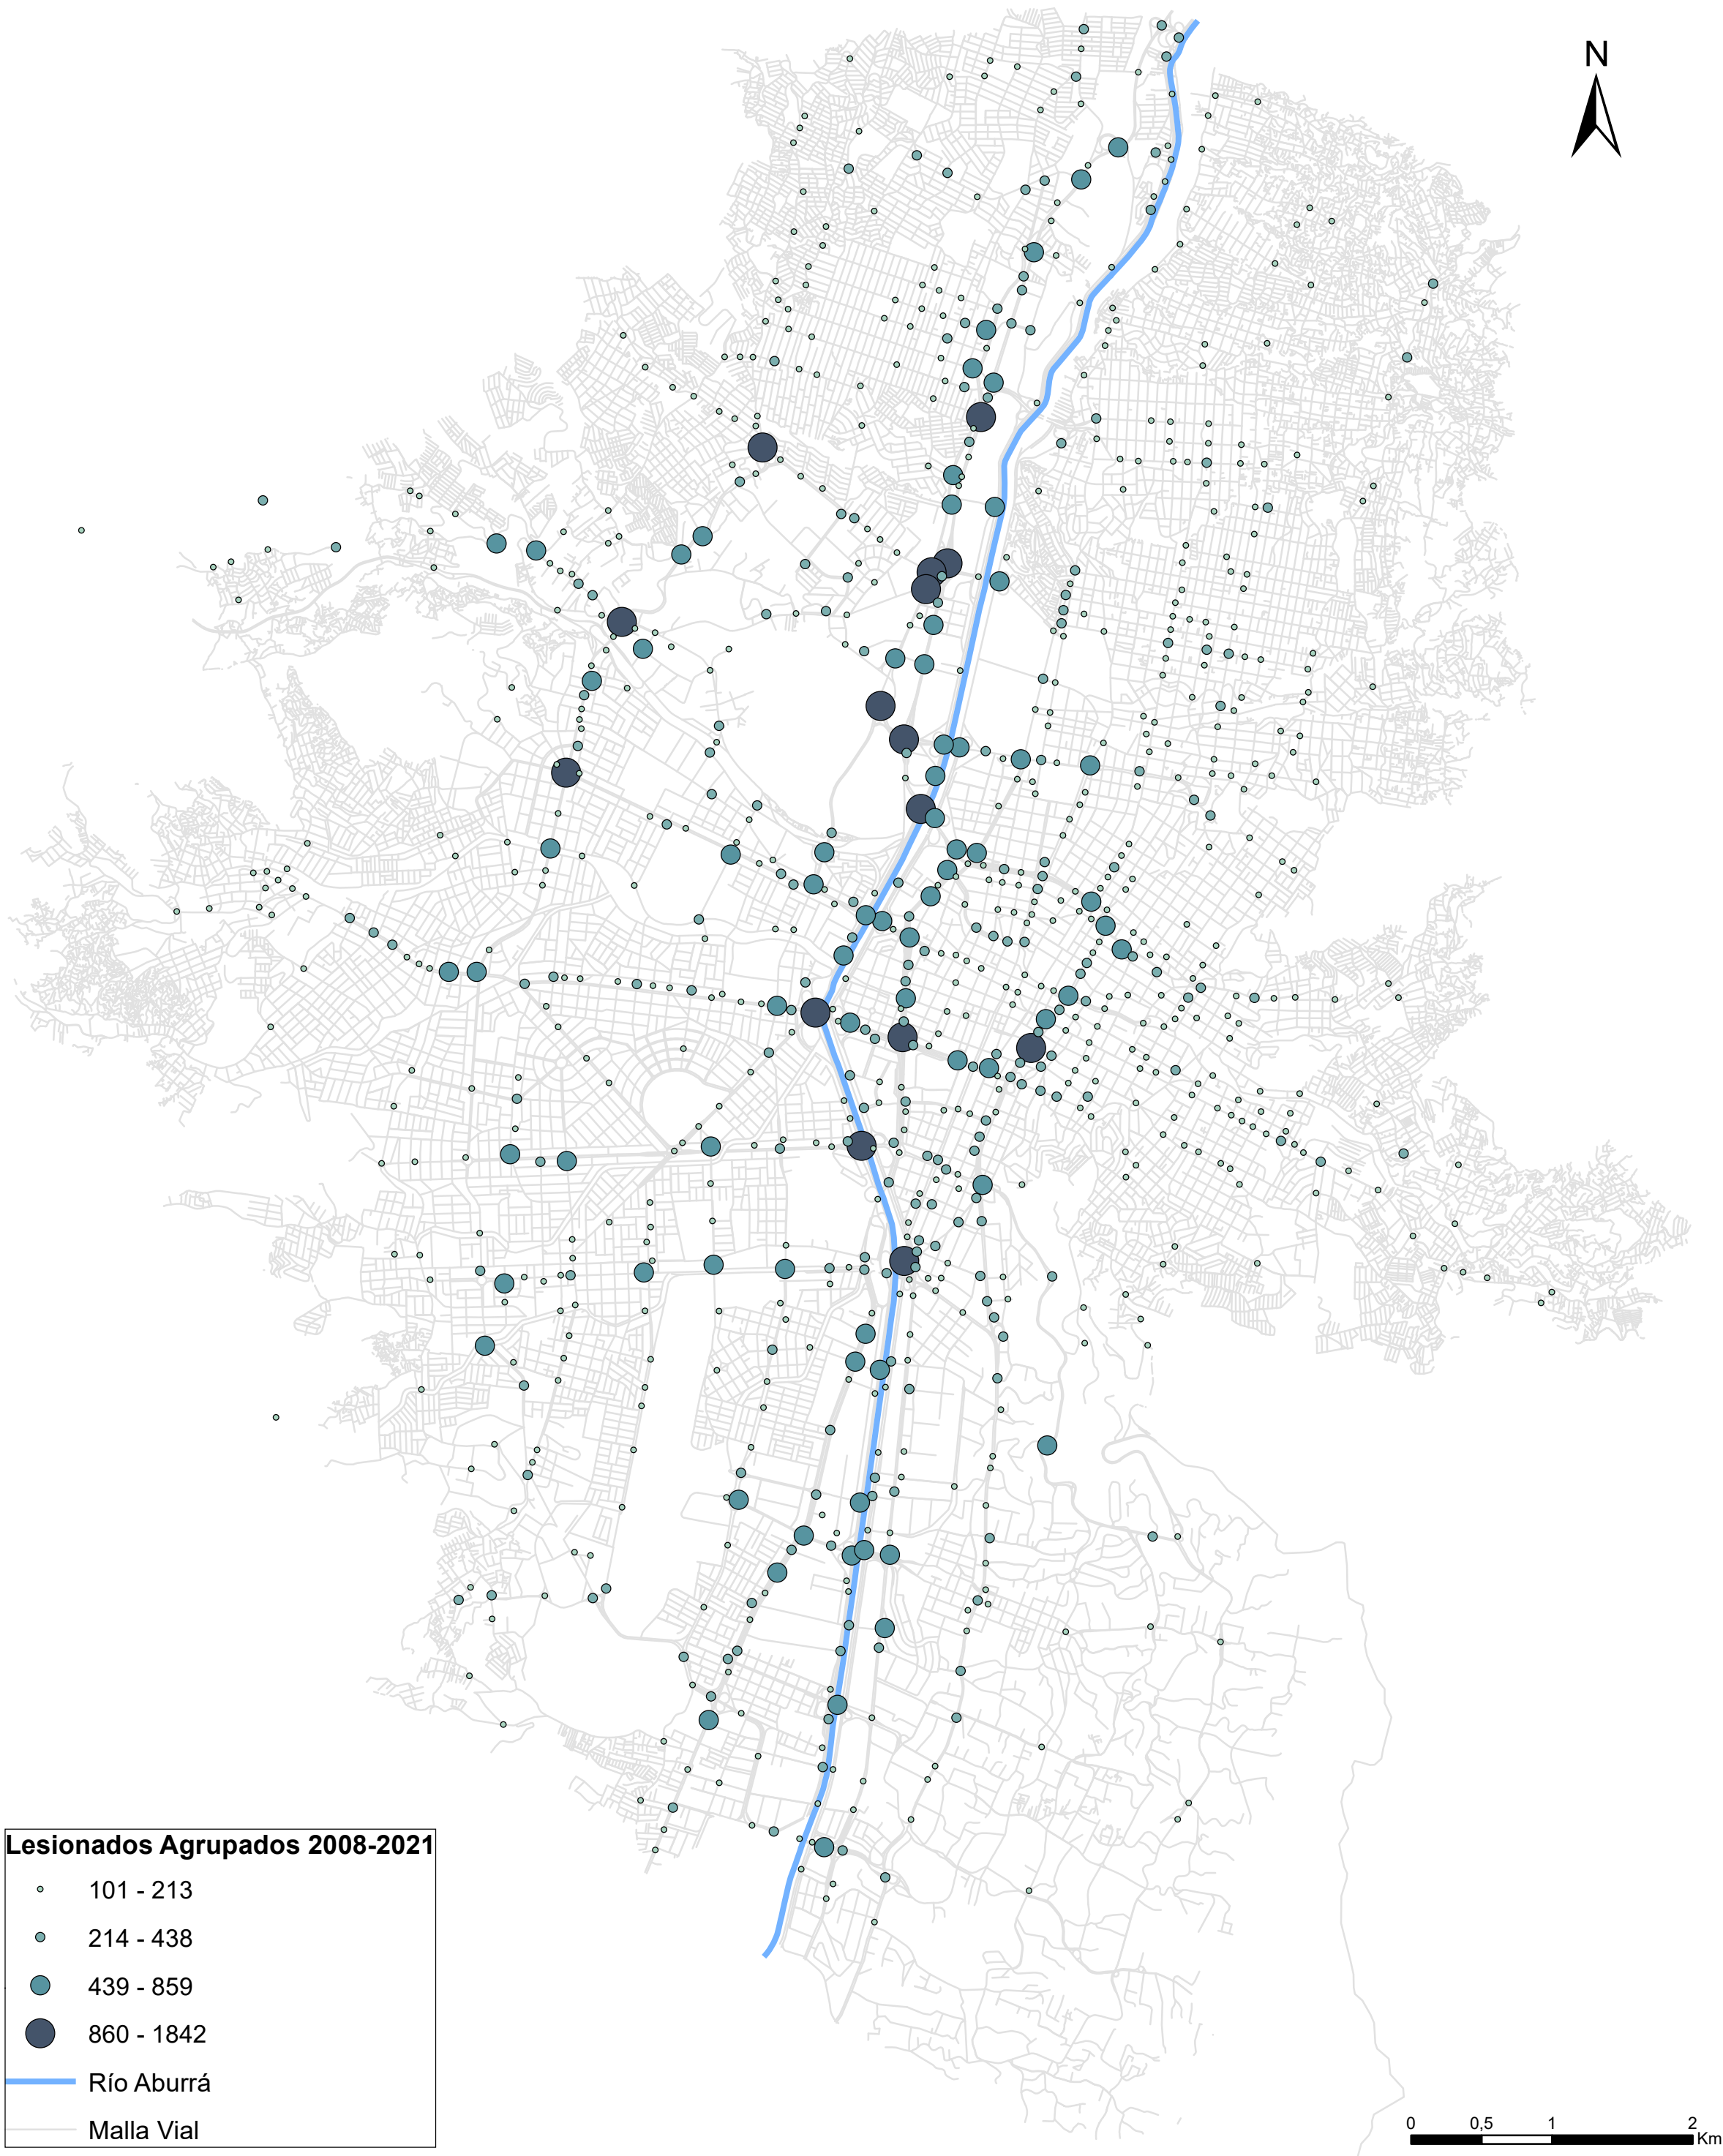 N
Lesionados Agrupados 2008-2021
101 - 213
214 - 438
439 - 859
860 - 1842
Río Aburrá
Malla Vial
0 0,5 1 2
Km